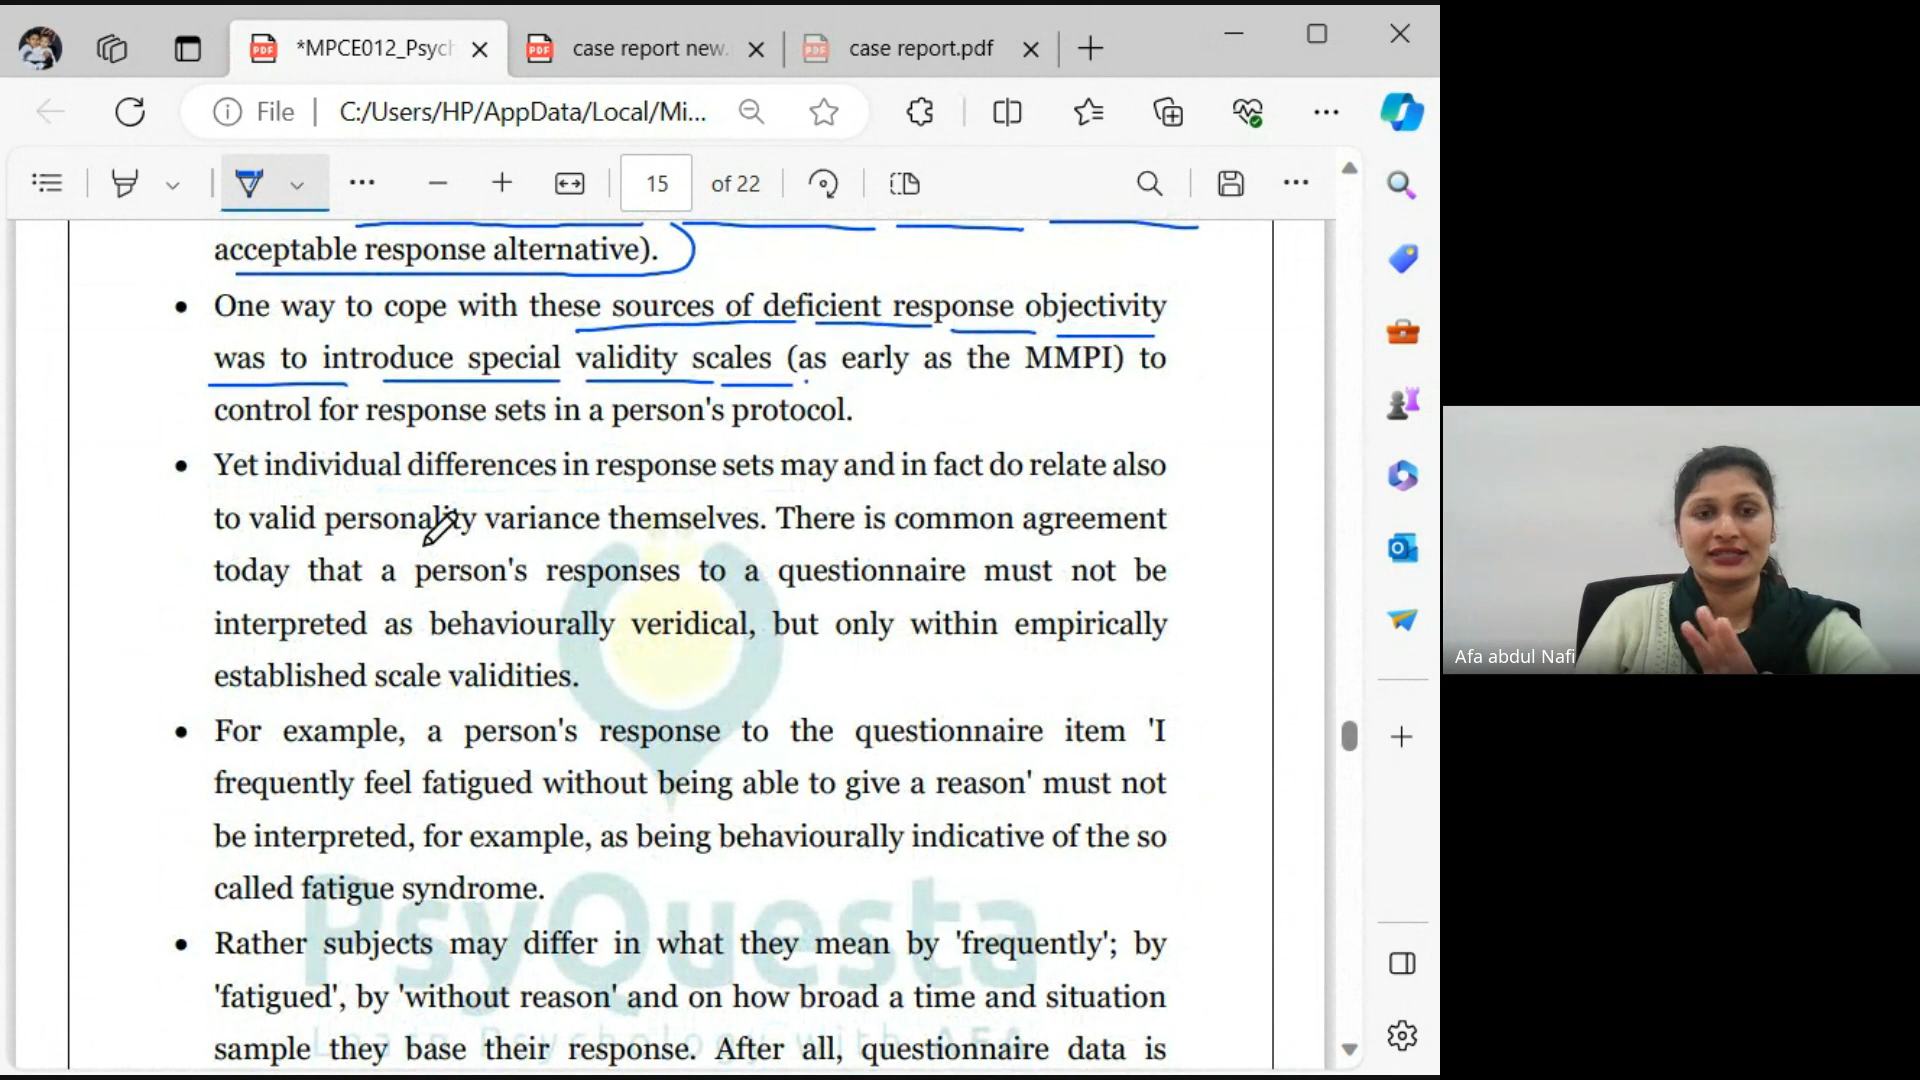 *MPCE012_Psych
case report new.
case report.pdf
File
C:/Users/HP/AppData/Local/Mi...
15 of 22
acceptable response alternative).
• One way to cope with these sources of deficient response objectivity
was to introduce special validity scales (as early as the MMPI) to
control for response sets in a person's protocol.
• Yet individual differences in response sets may and in fact do relate also
to valid personality variance themselves. There is common agreement
today that a person's responses to a questionnaire must not be
interpreted as behaviourally veridical, but only within empirically
established scale validities.
• For example, a person's response to the questionnaire item 'I
frequently feel fatigued without being able to give a reason' must not
be interpreted, for example, as being behaviourally indicative of the so
called fatigue syndrome.
• Rather subjects may differ in what they mean by 'frequently'; by
'fatigued', by 'without reason' and on how broad a time and situation
sample they base their response. After all, questionnaire data is
PsyQuesta
Learn Psychology with AFA
Afa abdul Nafi